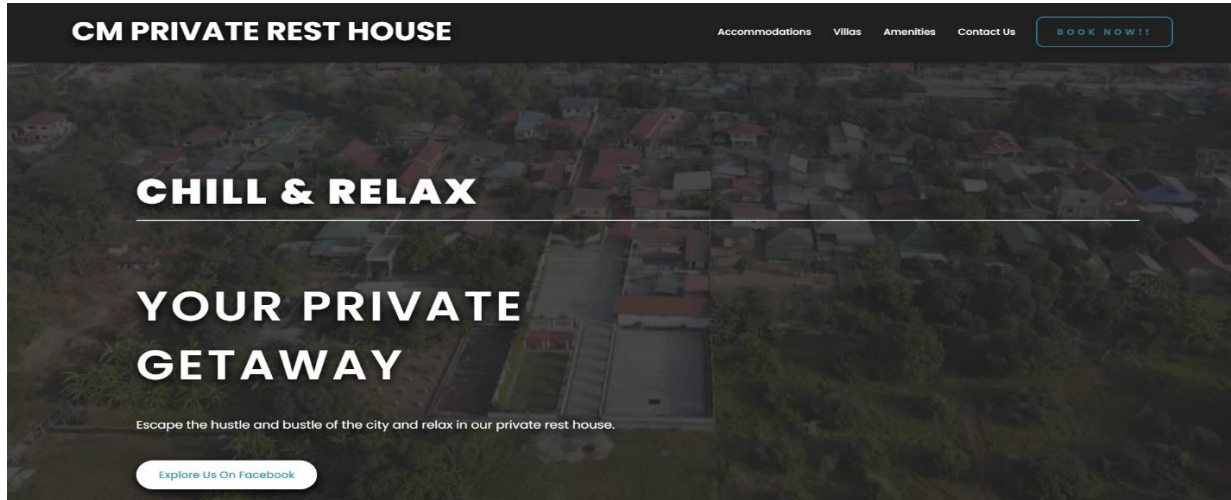 CM PRIVATE REST HOUSE
Accommodations Villas Amenities Contact Us BOOK NOW!!
CHILL & RELAX
YOUR PRIVATE
GETAWAY
Escape the hustle and bustle of the city and relax in our private rest house.
Explore Us On Facebook